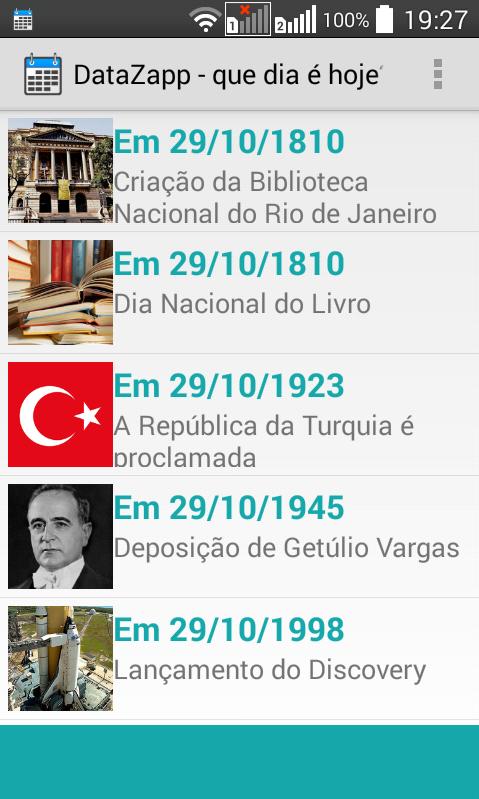 1 2 100% 19:27
DataZapp - que dia é hoje
Em 29/10/1810
Criação da Biblioteca
Nacional do Rio de Janeiro
Em 29/10/1810
Dia Nacional do Livro
Em 29/10/1923
A República da Turquia é
proclamada
Em 29/10/1945
Deposição de Getúlio Vargas
Em 29/10/1998
Lançamento do Discovery